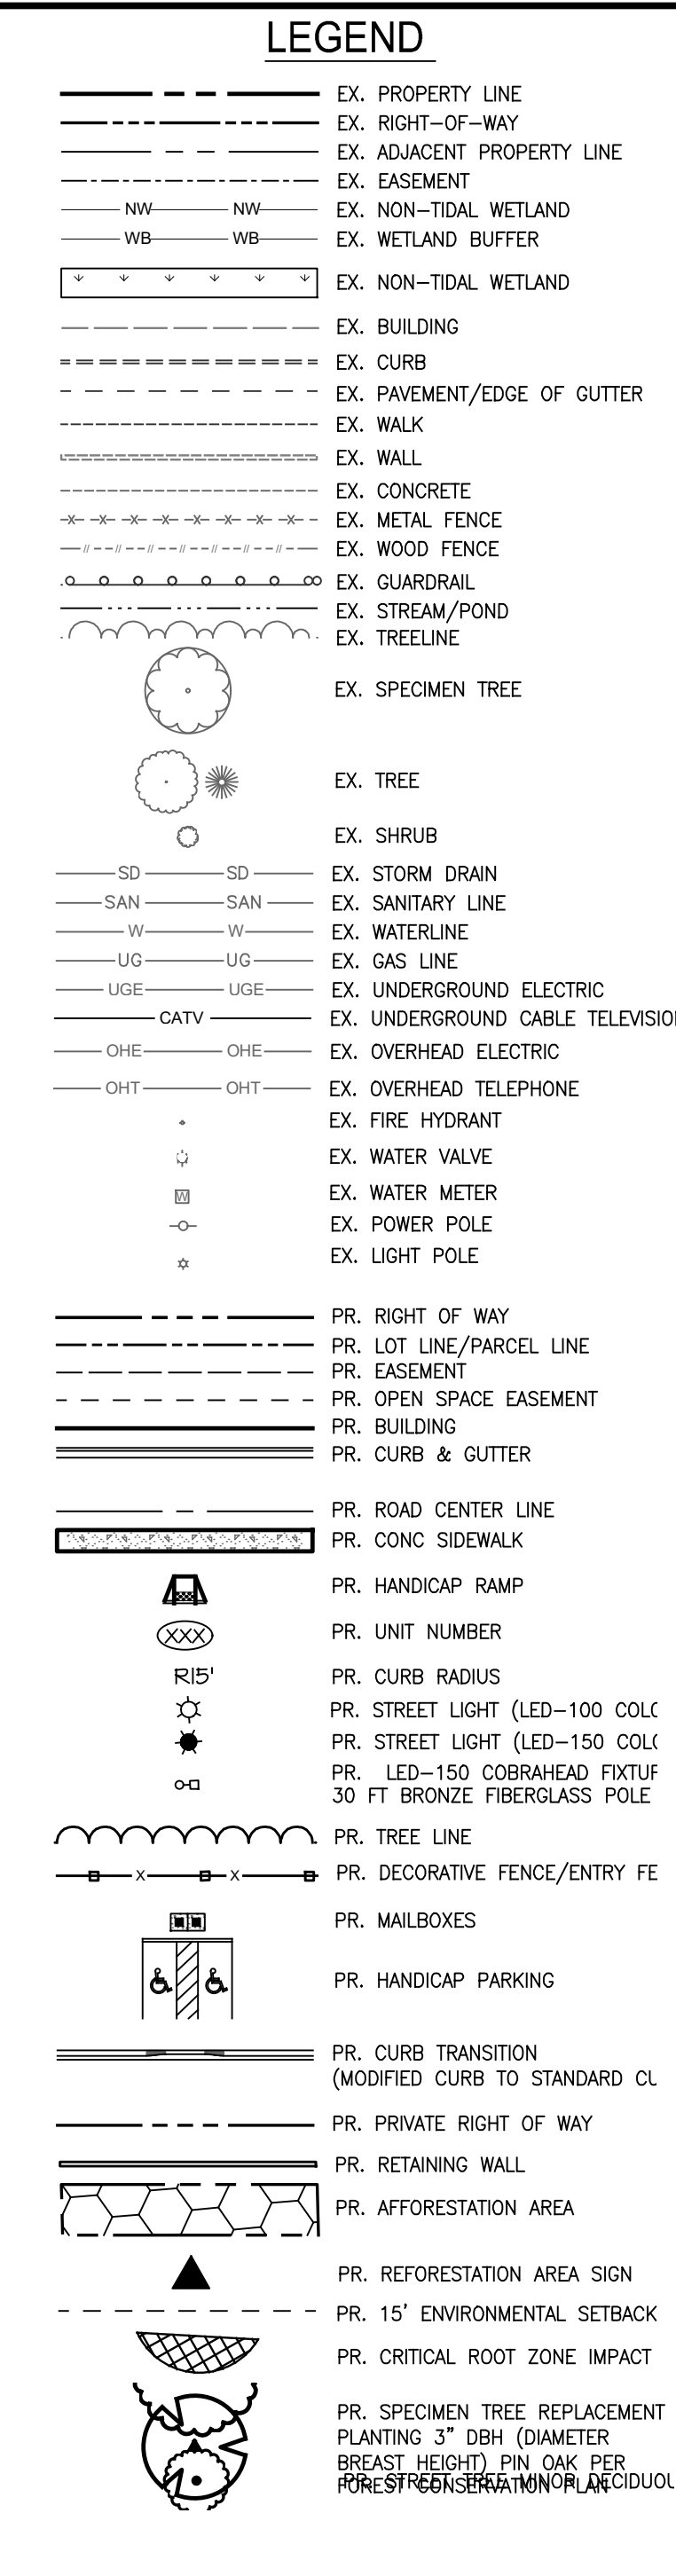 LEGEND
EX. PROPERTY LINE
EX. RIGHT-OF-WAY
EX. ADJACENT PROPERTY LINE
EX. EASEMENT
NW NW EX. NON-TIDAL WETLAND
WB WB EX. WETLAND BUFFER
EX. NON-TIDAL WETLAND
EX. BUILDING
EX. CURB
EX. PAVEMENT/EDGE OF GUTTER
EX. WALK
EX. WALL
EX. CONCRETE
EX. METAL FENCE
EX. WOOD FENCE
EX. GUARDRAIL
EX. STREAM/POND
EX. TREELINE
EX. SPECIMEN TREE
EX. TREE
EX. SHRUB
SD SD EX. STORM DRAIN
SAN SAN EX. SANITARY LINE
W W EX. WATERLINE
UG UG EX. GAS LINE
UGE UGE EX. UNDERGROUND ELECTRIC
CATV EX. UNDERGROUND CABLE TELEVISIO
OHE OHE EX. OVERHEAD ELECTRIC
OHT OHT EX. OVERHEAD TELEPHONE
EX. FIRE HYDRANT
EX. WATER VALVE
W EX. WATER METER
EX. POWER POLE
EX. LIGHT POLE
PR. RIGHT OF WAY
PR. LOT LINE/PARCEL LINE
PR. EASEMENT
PR. OPEN SPACE EASEMENT
PR. BUILDING
PR. CURB & GUTTER
PR. ROAD CENTER LINE
PR. CONC SIDEWALK
PR. HANDICAP RAMP
XXX PR. UNIT NUMBER
R15' PR. CURB RADIUS
PR. STREET LIGHT (LED-100 COLO
PR. STREET LIGHT (LED-150 COLO
PR. LED-150 COBRAHEAD FIXTUR
30 FT BRONZE FIBERGLASS POLE
PR. TREE LINE
X X PR. DECORATIVE FENCE/ENTRY FE
PR. MAILBOXES
PR. HANDICAP PARKING
PR. CURB TRANSITION
(MODIFIED CURB TO STANDARD CU
PR. PRIVATE RIGHT OF WAY
PR. RETAINING WALL
PR. AFFORESTATION AREA
PR. REFORESTATION AREA SIGN
PR. 15' ENVIRONMENTAL SETBACK
PR. CRITICAL ROOT ZONE IMPACT
PR. SPECIMEN TREE REPLACEMENT
PLANTING 3" DBH (DIAMETER
BREAST HEIGHT) PIN OAK PER
FOREST CONSERVATION PLAN
PR. STREET TREE MINOR DECIDUOU